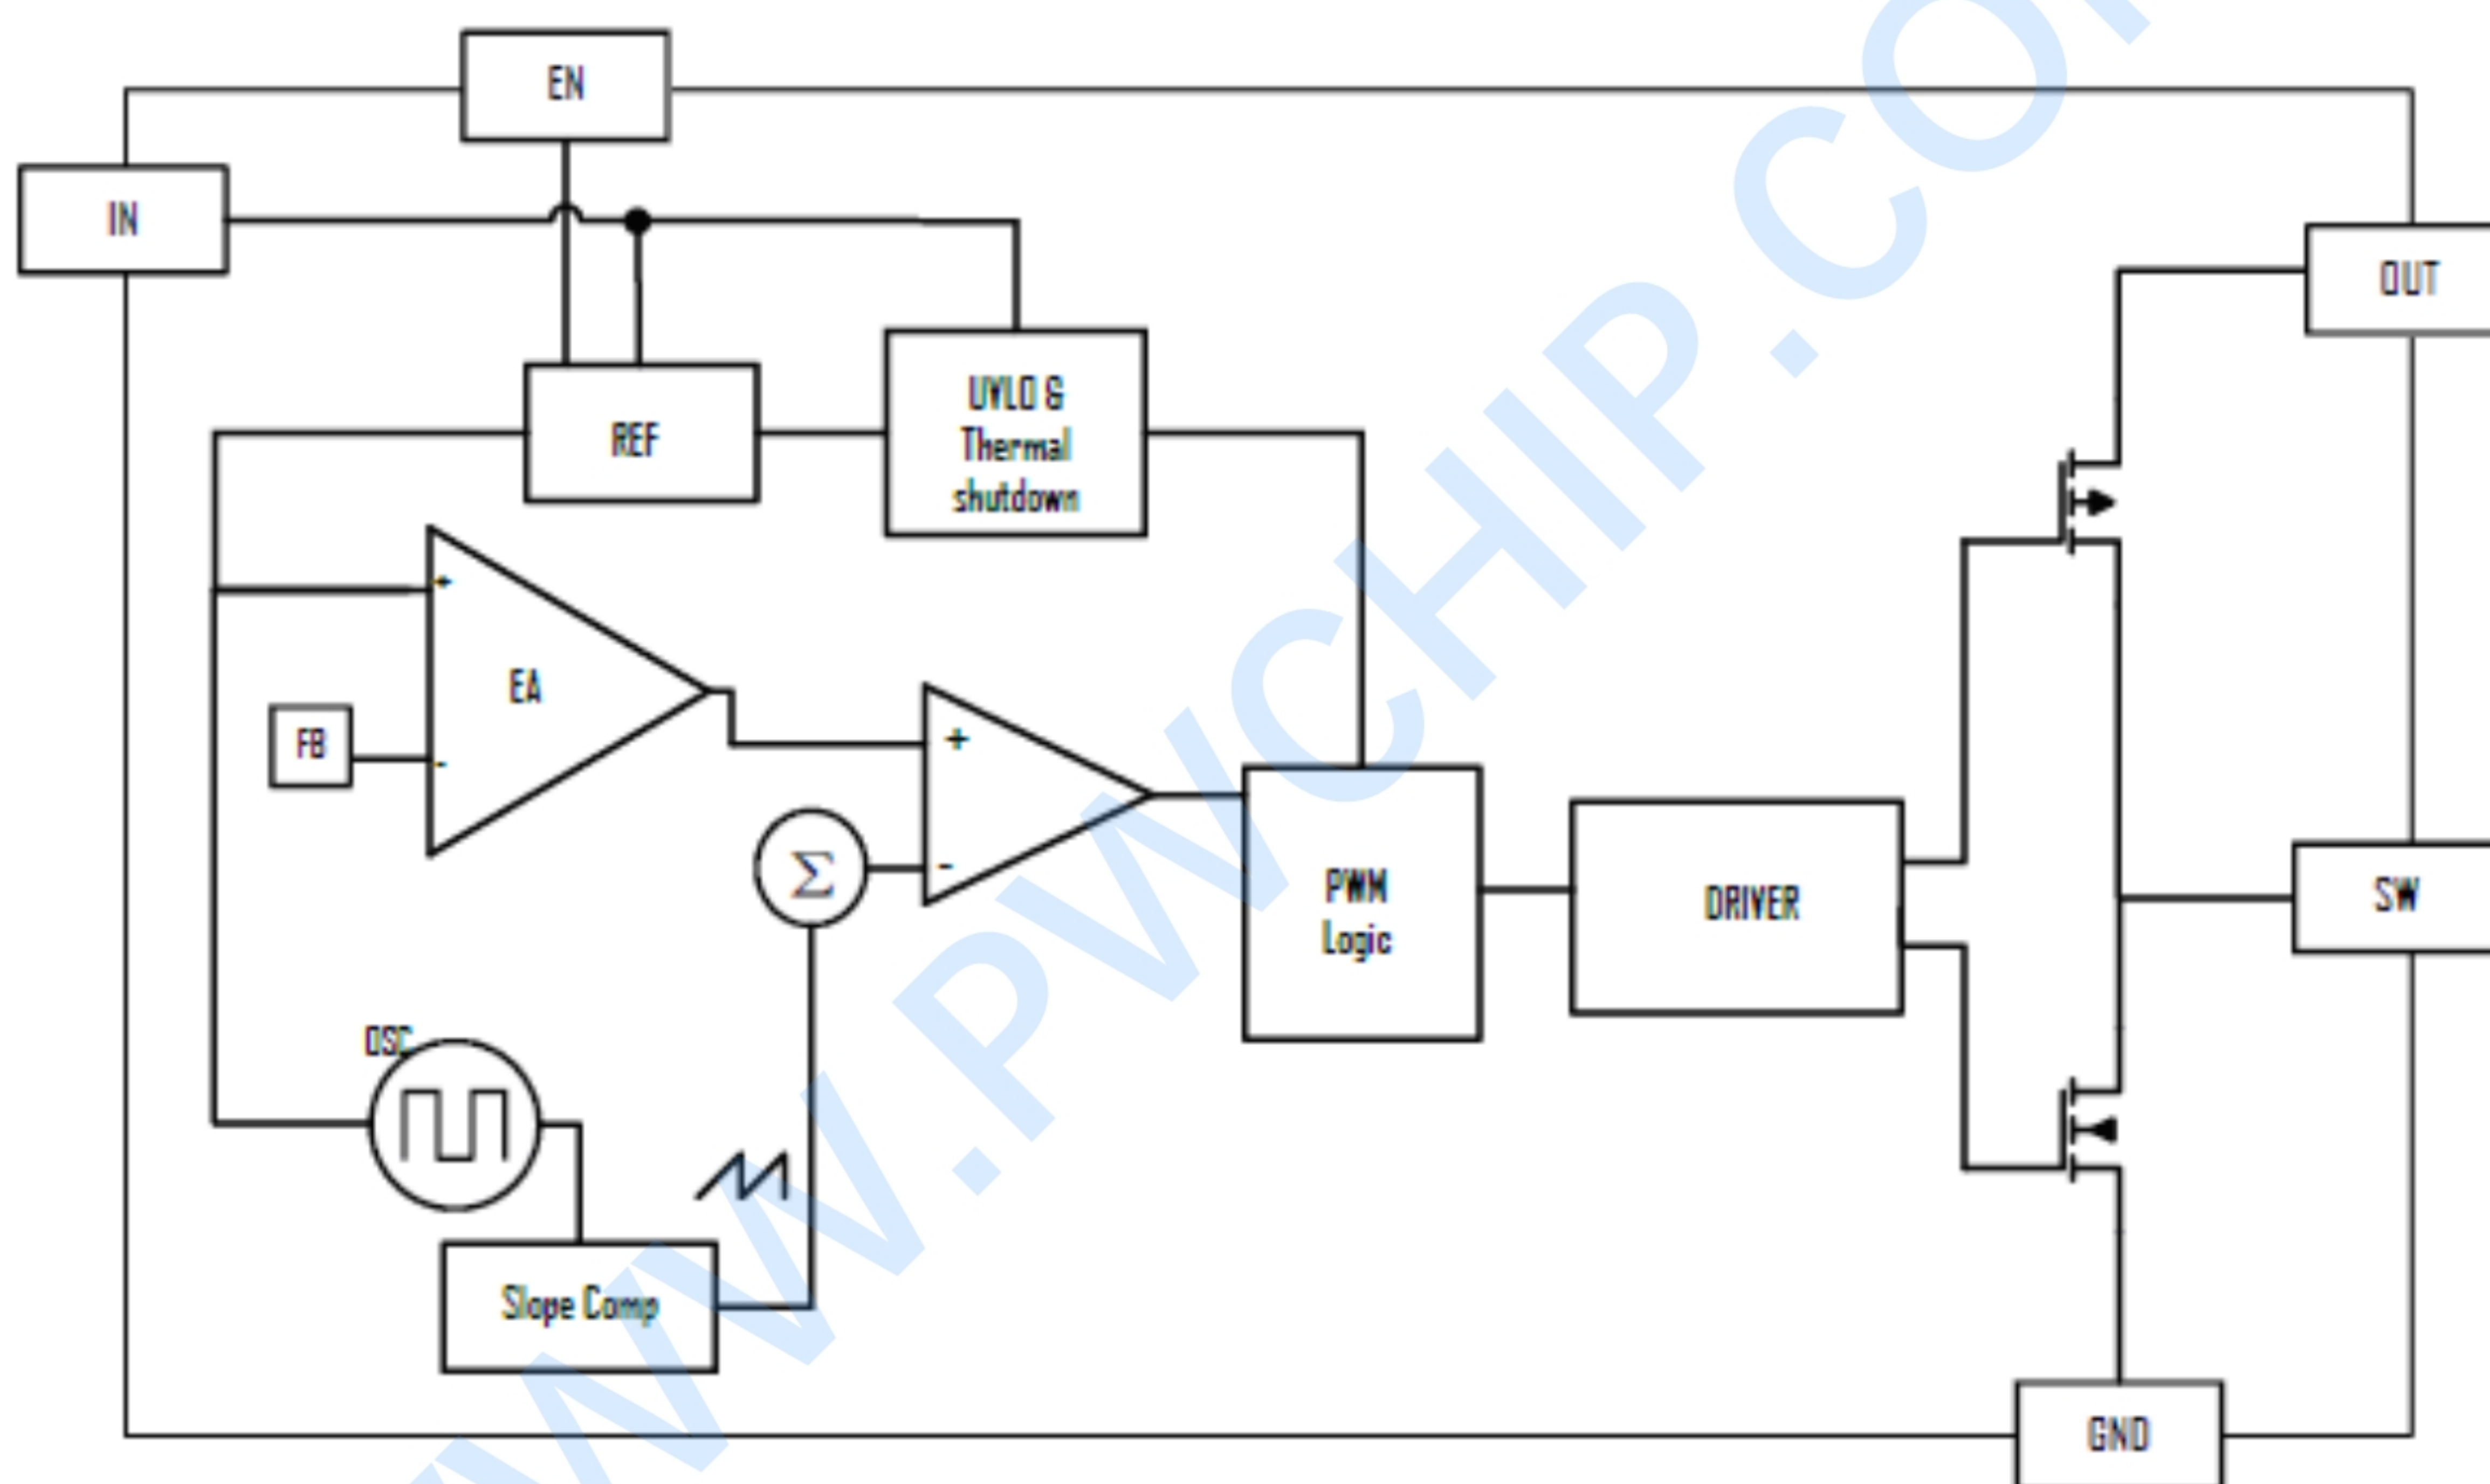 EN
IN
OUT
UVLO &
Thermal
shutdown
REF
+
EA
FB
-
+
Σ
-
PWM
Logic
DRIVER
SW
OSC
Slope Comp
GND
WWW.PWCHIP.CO